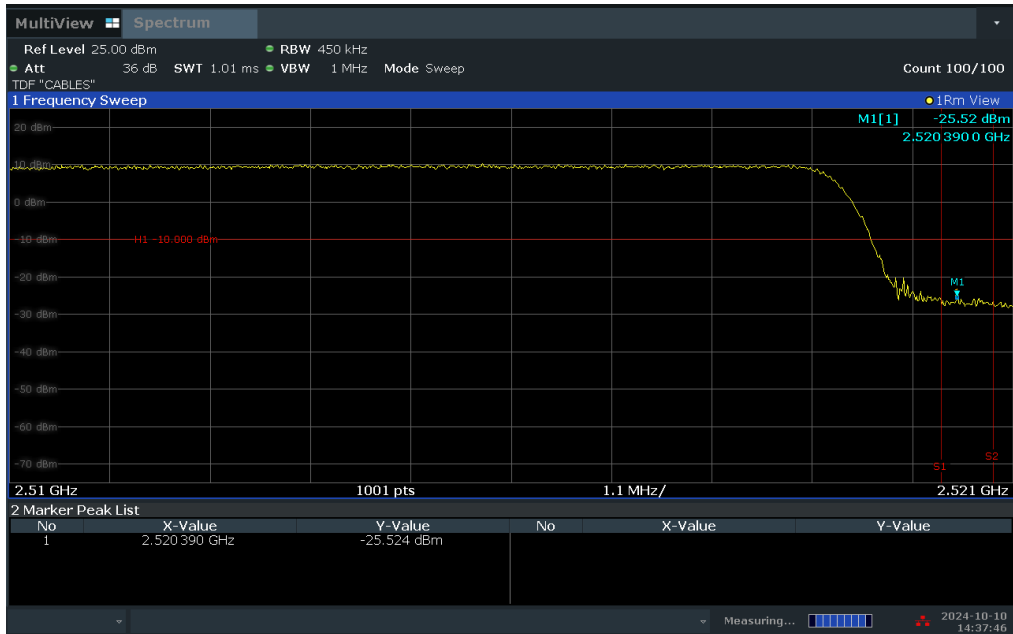 MultiView Spectrum
Ref Level 25.00 dBm RBW 450 kHz
Att 36 dB SWT 1.01 ms VBW 1 MHz Mode Sweep Count 100/100
TDF "CABLES"
1 Frequency Sweep 1Rm View
M1[1] -25.52 dBm
20 dBm
2.520 390 0 GHz
10 dBm
0 dBm
-10 dBm H1 -10.000 dBm
-20 dBm
M1
-30 dBm
-40 dBm
-50 dBm
-60 dBm
S2
-70 dBm S1
2.51 GHz 1001 pts 1.1 MHz/ 2.521 GHz
2 Marker Peak List
No X-Value Y-Value No X-Value Y-Value
1 2.520 390 GHz -25.524 dBm
Measuring... 2024-10-10
14:37:46